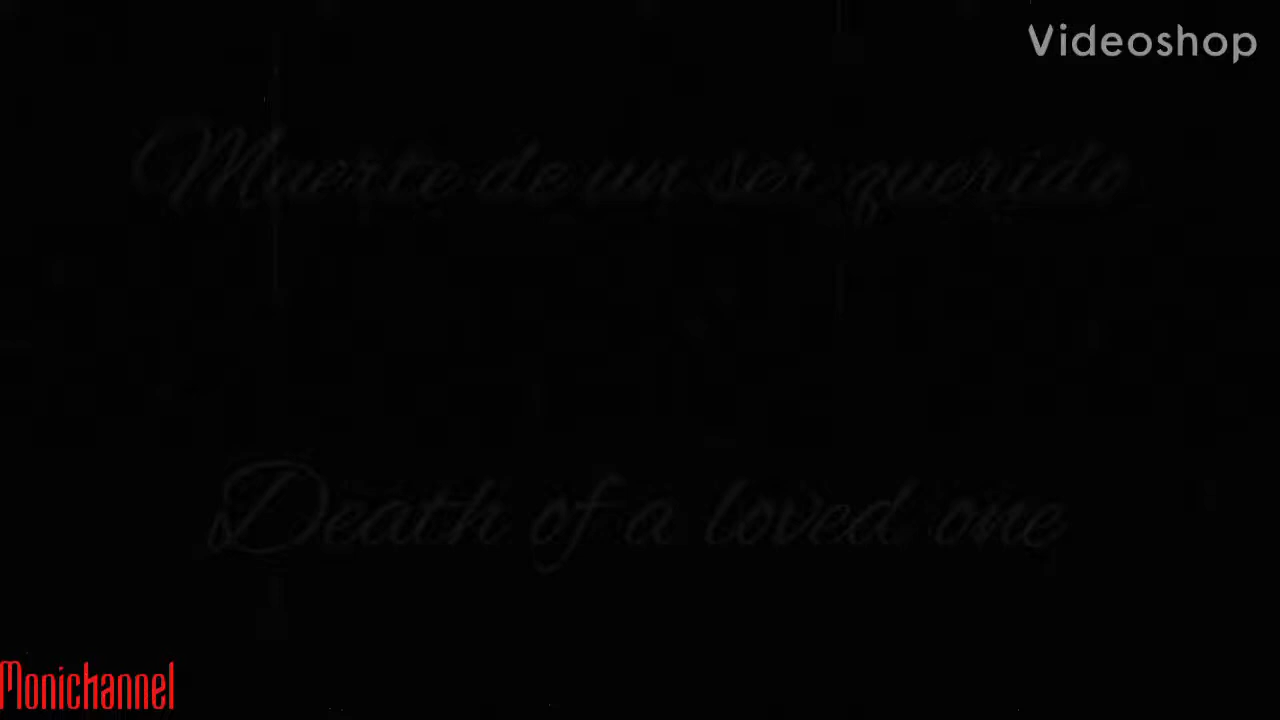 Videoshop
Muerte de un ser querido
Death of a loved one
Monichannel